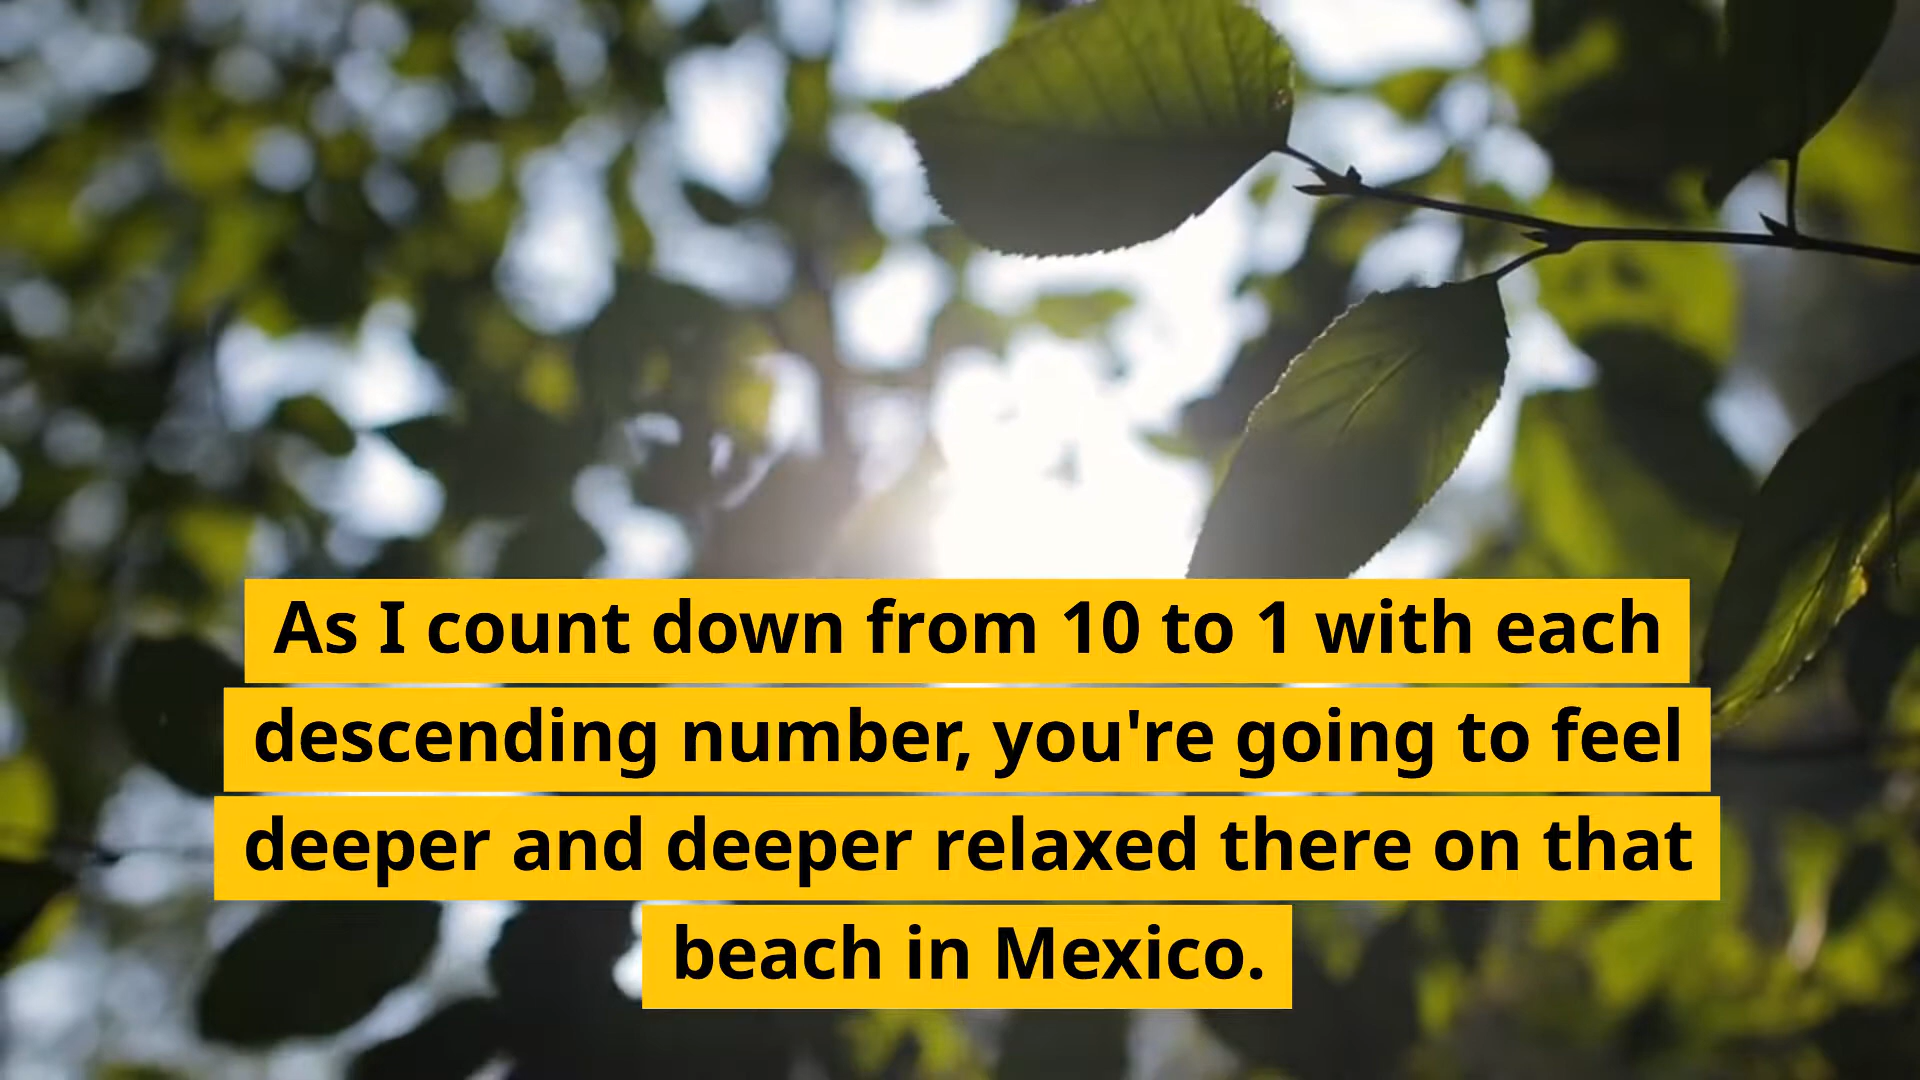 As I count down from 10 to 1 with each
descending number, you're going to feel
deeper and deeper relaxed there on that
beach in Mexico.